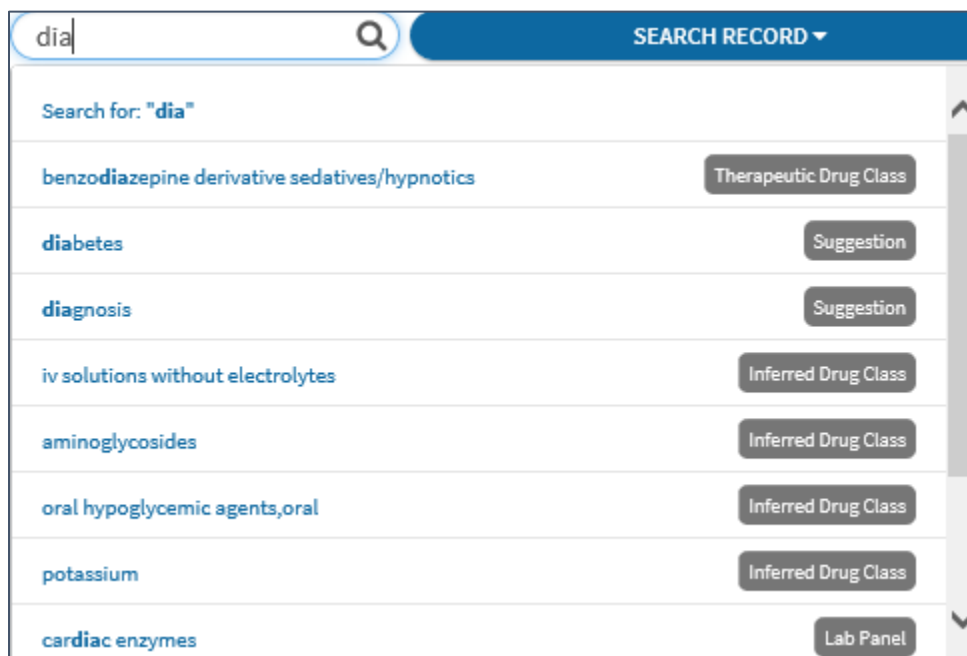 dia
SEARCH RECORD
Search for: "dia"
benzodiazepine derivative sedatives/hypnotics Therapeutic Drug Class
diabetes Suggestion
diagnosis Suggestion
iv solutions without electrolytes Inferred Drug Class
aminoglycosides Inferred Drug Class
oral hypoglycemic agents,oral Inferred Drug Class
potassium Inferred Drug Class
cardiac enzymes Lab Panel